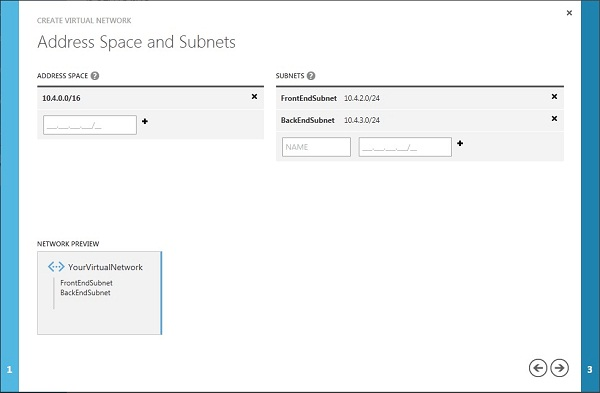 CREATE VIRTUAL NETWORK
Address Space and Subnets
ADDRESS SPACE ?
10.4.0.0/16
__.__.__.__/__
SUBNETS ?
FrontEndSubnet 10.4.2.0/24
BackEndSubnet 10.4.3.0/24
NAME __.__.__.__/__
NETWORK PREVIEW
YourVirtualNetwork
FrontEndSubnet
BackEndSubnet
1
3